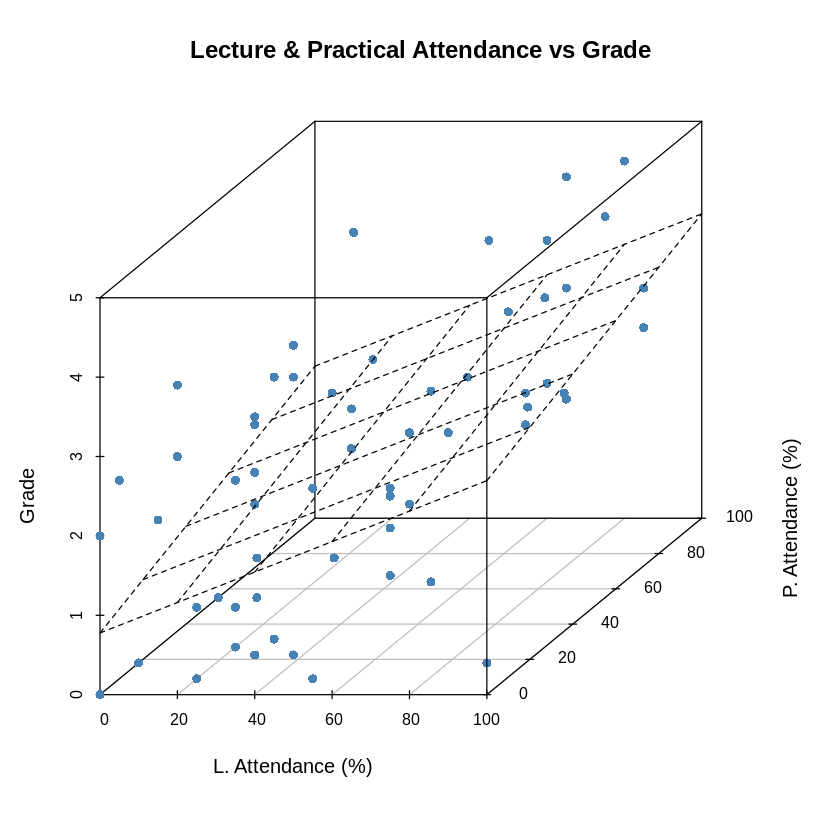 Lecture & Practical Attendance vs Grade
5
4
3
2
1
0
Grade
0 20 40 60 80 100
L. Attendance (%)
0
20
40
60
80
100
P. Attendance (%)